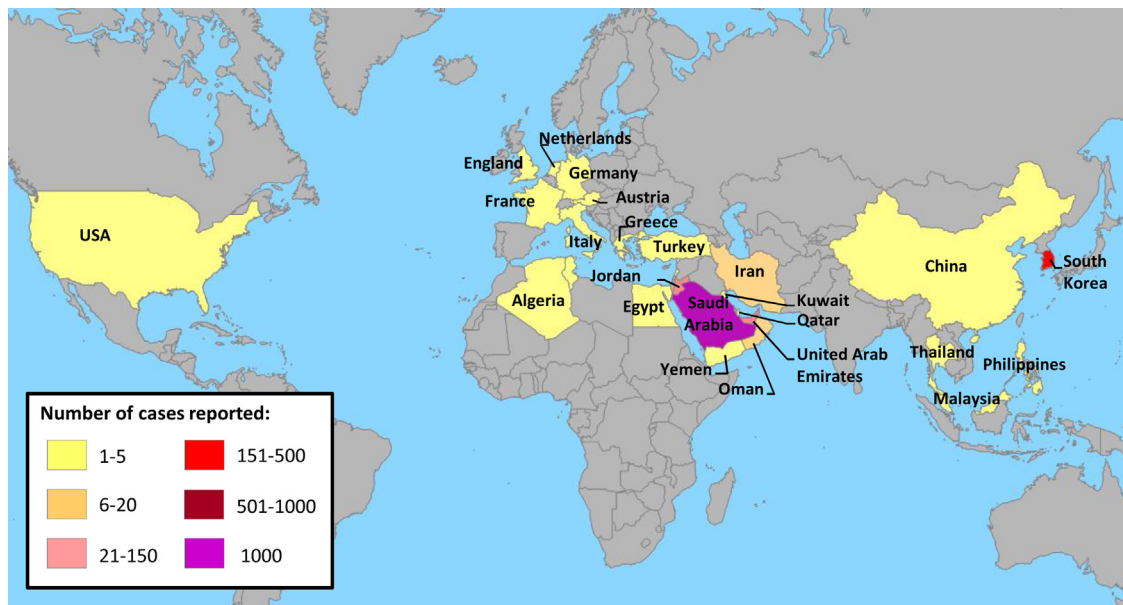 Netherlands
England
Germany
France
Austria
Greece
USA
Italy
Turkey
Iran
China
South
Korea
Jordan
Algeria
Egypt
Saudi
Arabia
Kuwait
Qatar
United Arab
Emirates
Yemen
Oman
Thailand
Philippines
Malaysia
Number of cases reported:
1-5
151-500
6-20
501-1000
21-150
1000